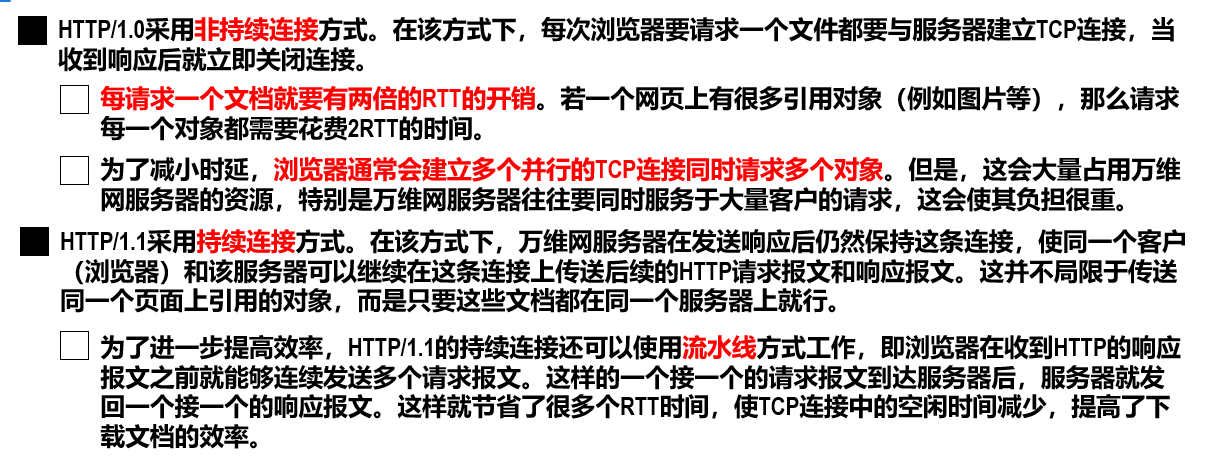 HTTP/1.0采用非持续连接方式。在该方式下，每次浏览器要请求一个文件都要与服务器建立TCP连接，当
收到响应后就立即关闭连接。
每请求一个文档就要有两倍的RTT的开销。若一个网页上有很多引用对象（例如图片等），那么请求
每一个对象都需要花费2RTT的时间。
为了减小时延，浏览器通常会建立多个并行的TCP连接同时请求多个对象。但是，这会大量占用万维
网服务器的资源，特别是万维网服务器往往要同时服务于大量客户的请求，这会使其负担很重。
HTTP/1.1采用持续连接方式。在该方式下，万维网服务器在发送响应后仍然保持这条连接，使同一个客户
（浏览器）和该服务器可以继续在这条连接上传送后续的HTTP请求报文和响应报文。这并不局限于传送
同一个页面上引用的对象，而是只要这些文档都在同一个服务器上就行。
为了进一步提高效率，HTTP/1.1的持续连接还可以使用流水线方式工作，即浏览器在收到HTTP的响应
报文之前就能够连续发送多个请求报文。这样的一个接一个的请求报文到达服务器后，服务器就发
回一个接一个的响应报文。这样就节省了很多个RTT时间，使TCP连接中的空闲时间减少，提高了下
载文档的效率。